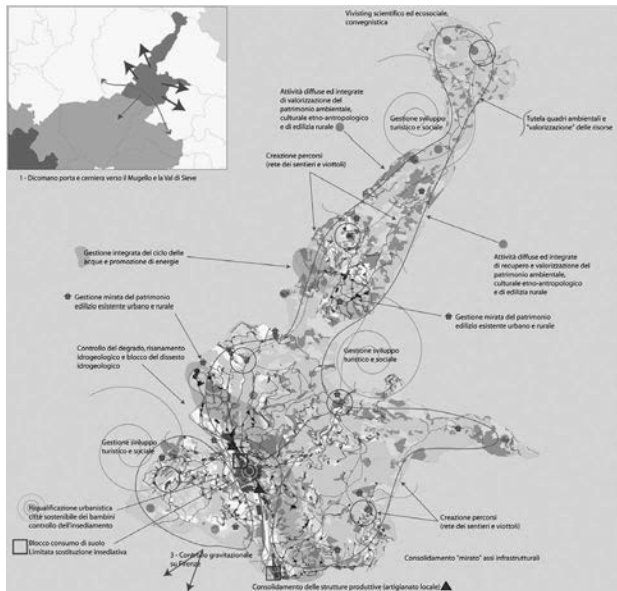 Vivisting scientifico ed ecosociale,
convegnistica
Attività diffuse ed integrate
di valorizzazione del
patrimonio ambientale,
culturale etno-antropologico
e di edilizia rurale
Gestione sviluppo
turistico e sociale
Tutela quadri ambientali e
"valorizzazione" delle risorse
1 - Dicomano porta e cerniera verso il Mugello e la Val di Sieve
Creazione percorsi
(rete dei sentieri e viottoli)
Gestione integrata del ciclo delle
acque e promozione di energie
Attività diffuse ed integrate
di recupero e valorizzazione del
patrimonio ambientale,
culturale etno-antropologico
e di edilizia rurale
Gestione mirata del patrimonio
edilizio esistente urbano e rurale
Gestione mirata del patrimonio
edilizio esistente urbano e rurale
Controllo del degrado, risanamento
idrogeologico e blocco del dissesto
idrogeologico
Gestione sviluppo
turistico e sociale
Gestione sviluppo
turistico e sociale
Riqualificazione urbanistica
città sostenibile dei bambini
controllo dell'insediamento
Creazione percorsi
(rete dei sentieri e viottoli)
Blocco consumo di suolo
Limitata sostituzione insediativa
3 - Controllo gravitazionale
su Firenze
Consolidamento "mirato" assi infrastrutturali
Consolidamento delle strutture produttive (artigianato locale)